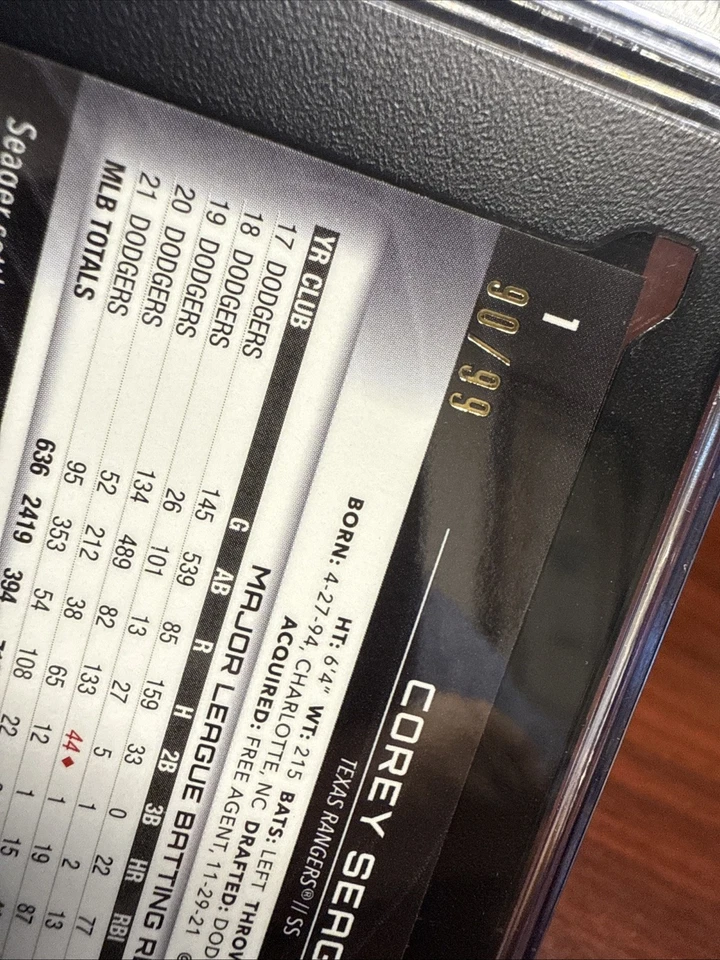 1
90/99
COREY SEAG
TEXAS RANGERS®// SS
HT: 6'4" WT: 215 BATS: LEFT THROW
BORN: 4-27-94, CHARLOTTE, NC DRAFTED: DOD
ACQUIRED: FREE AGENT, 11-29-21
MAJOR LEAGUE BATTING R
YR CLUB G AB R H 2B 3B HR RBI
17 DODGERS 145 539 85 159 33 0 22 77
18 DODGERS 26 101 13 27 5 1 2 13
19 DODGERS 134 489 82 133 44♦ 1 19 87
20 DODGERS 52 212 38 65 12 1 15
21 DODGERS 95 353 54 108 22
MLB TOTALS 636 2419 394
Seager